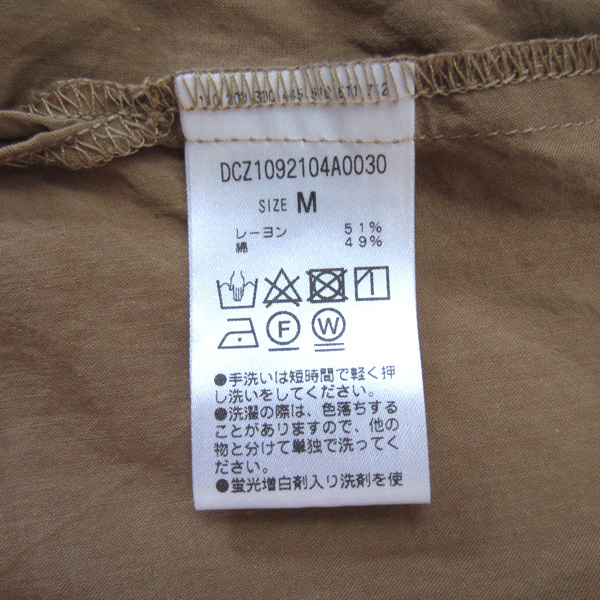 DCZ1092104A0030
SIZE M
レーヨン 51%
綿 49%
F W
●手洗いは短時間で軽く押
し洗いをしてください。
●洗濯の際は、色落ちする
ことがありますので、他の
物と分けて単独で洗ってく
ださい。
●蛍光増白剤入り洗剤を使